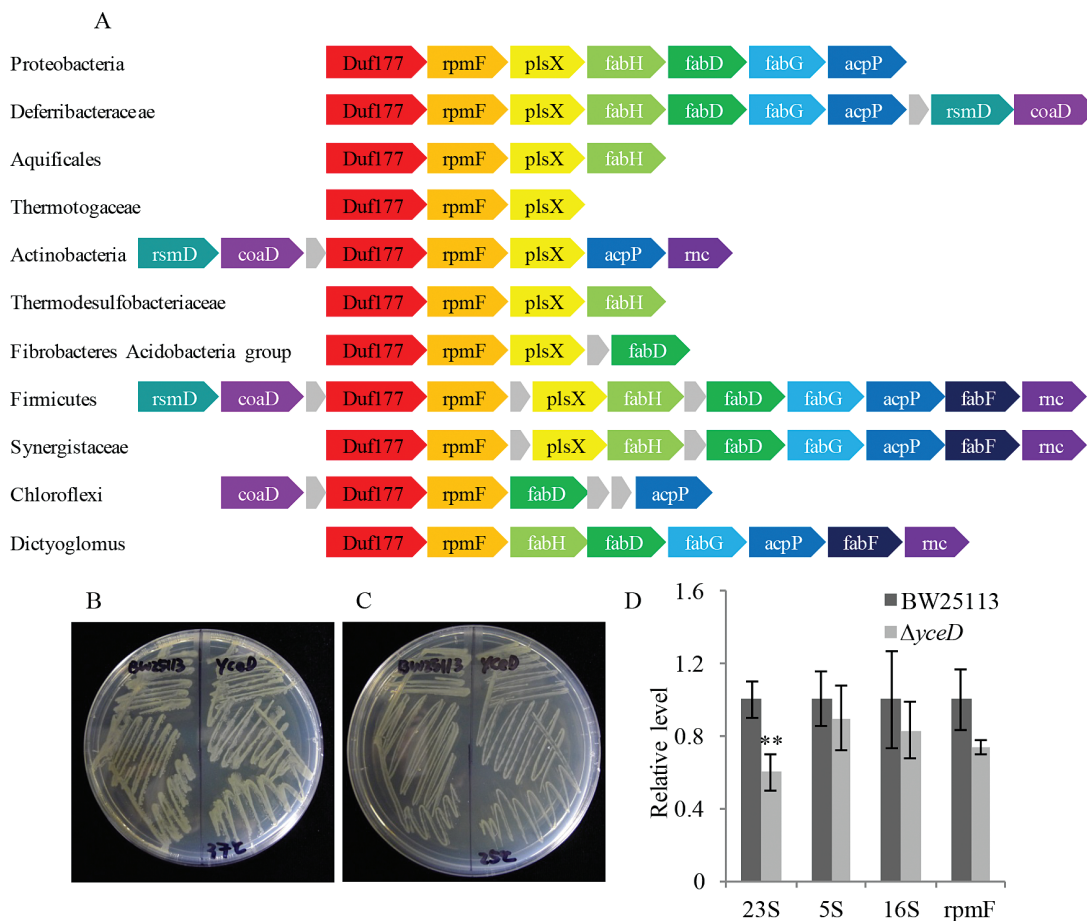 A
Proteobacteria Duf177 rpmF plsX fabH fabD fabG acpP
Deferribacteraceae Duf177 rpmF plsX fabH fabD fabG acpP rsmD coaD
Aquificales Duf177 rpmF plsX fabH
Thermotogaceae Duf177 rpmF plsX
Actinobacteria rsmD coaD Duf177 rpmF plsX acpP rnc
Thermodesulfobacteriaceae Duf177 rpmF plsX fabH
Fibrobacteres Acidobacteria group Duf177 rpmF plsX fabD
Firmicutes rsmD coaD Duf177 rpmF plsX fabH fabD fabG acpP fabF rnc
Synergistaceae Duf177 rpmF plsX fabH fabD fabG acpP fabF rnc
Chloroflexi coaD Duf177 rpmF fabD acpP
Dictyoglomus Duf177 rpmF fabH fabD fabG acpP fabF rnc
B
BW25113 YceD
37℃
C
BW25113 YceD
25℃
D
Relative level
1.6
1.2
0.8
0.4
0
BW25113
ΔyceD
**
23S 5S 16S rpmF